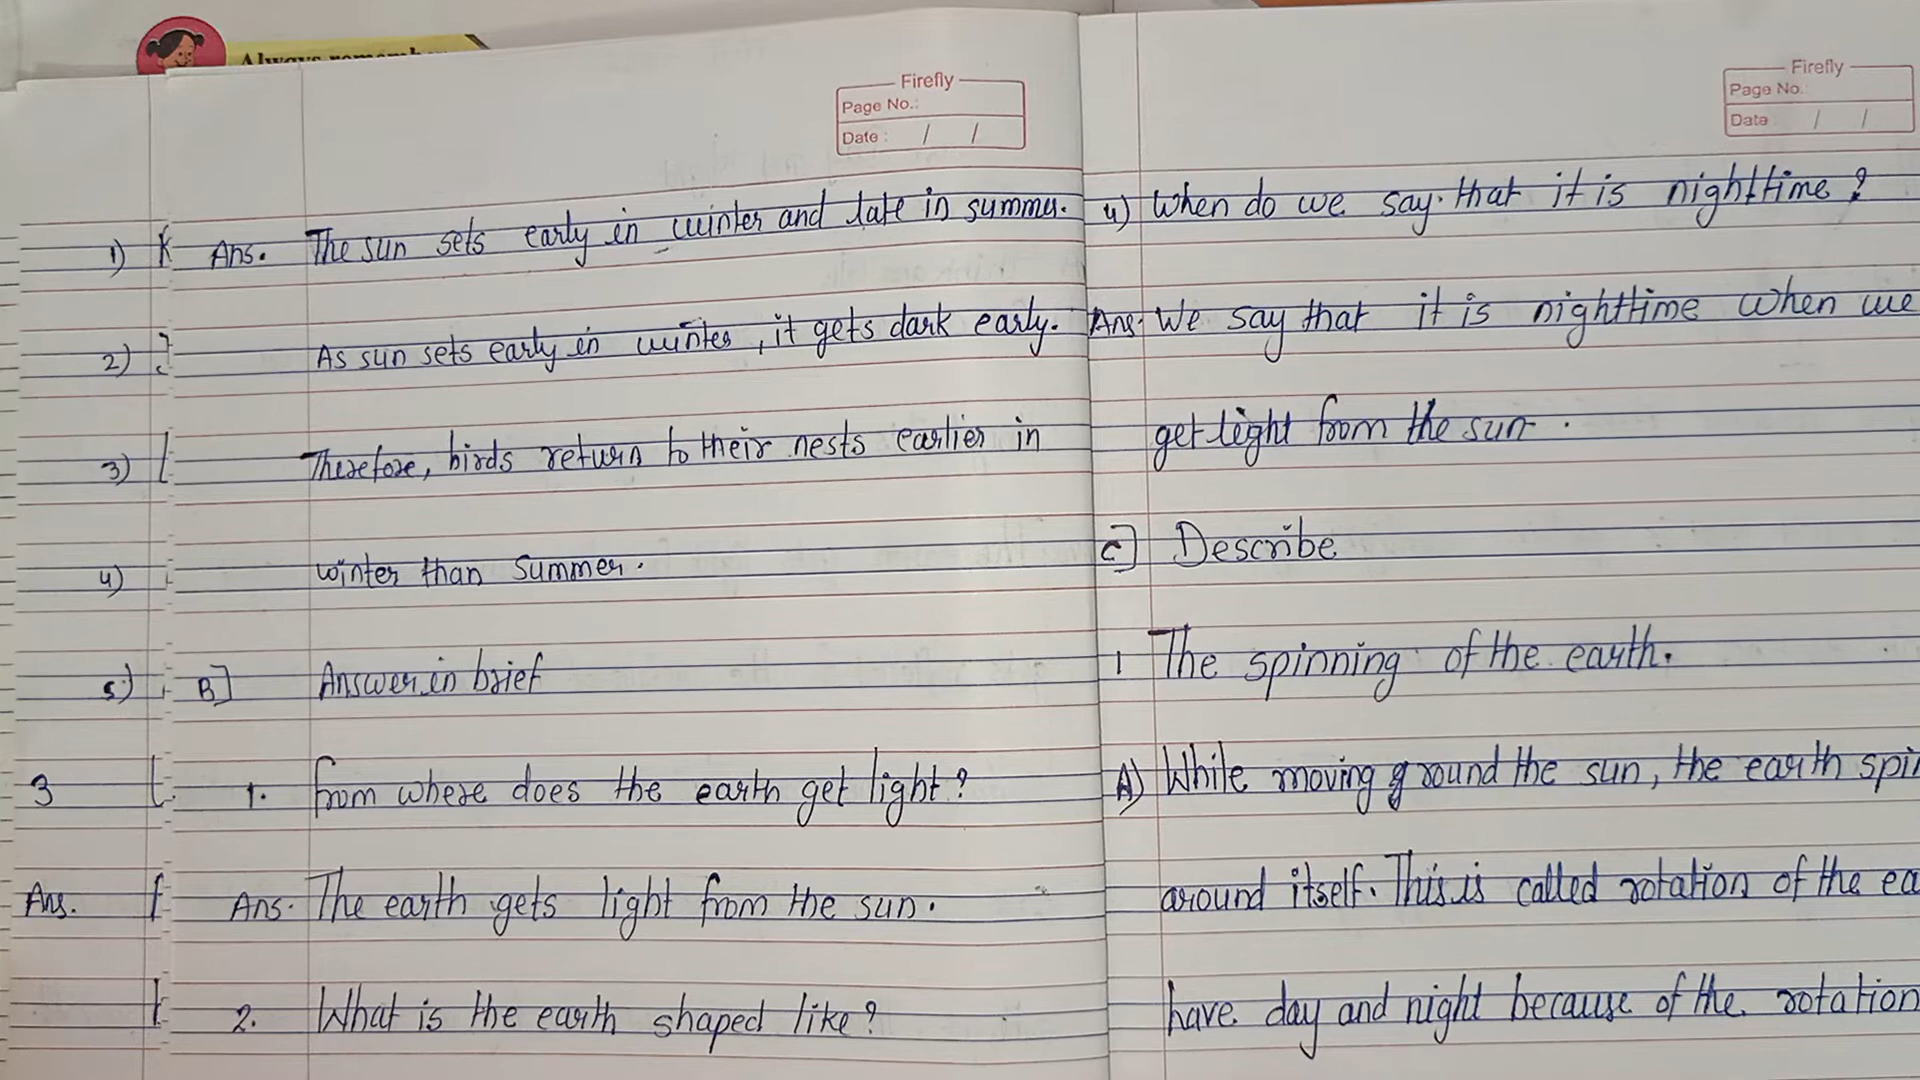 Always remember
Firefly
Page No.:
Date : / /
1) Ans. The sun sets early in winter and late in summer.
2) As sun sets early in winter, it gets dark early.
3) Therefore, birds return to their nests earlier in
4) winter than summer.
5) B] Answer in brief
3 1. from where does the earth get light?
Ans. Ans. The earth gets light from the sun.
2. What is the earth shaped like?
Firefly
Page No.
Date / /
4) When do we say that it is nighttime?
Ans. We say that it is nighttime when we
get light from the sun.
C] Describe
1 The spinning of the earth.
A) While moving around the sun, the earth spi
around itself. This is called rotation of the ea
have day and night because of the rotation